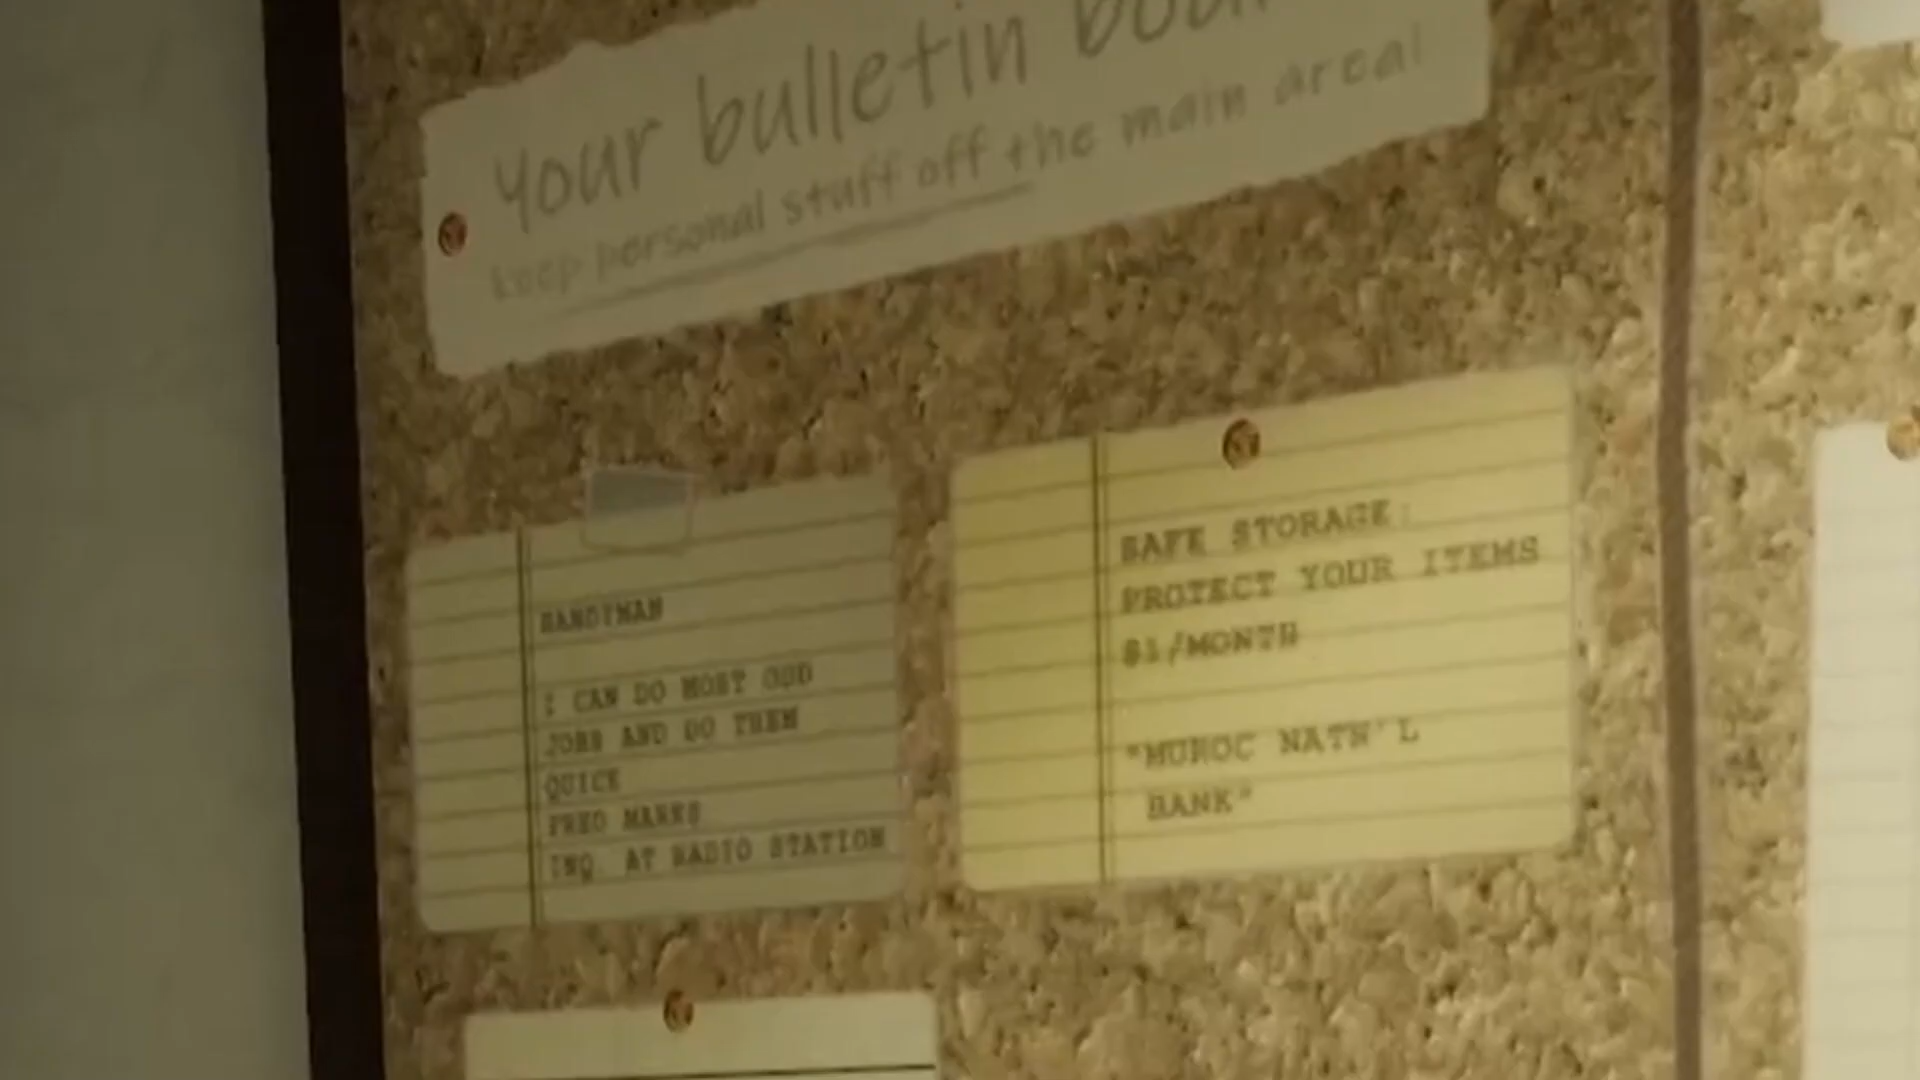 your bulletin
keep personal stuff off the main area!
HANDYMAN
I CAN DO MOST ODD
JOBS AND DO THEM
QUICK
FRED MARKS
INQ. AT RADIO STATION
SAFE STORAGE:
PROTECT YOUR ITEMS
$1/MONTH
"MUROC NATN'L
BANK"